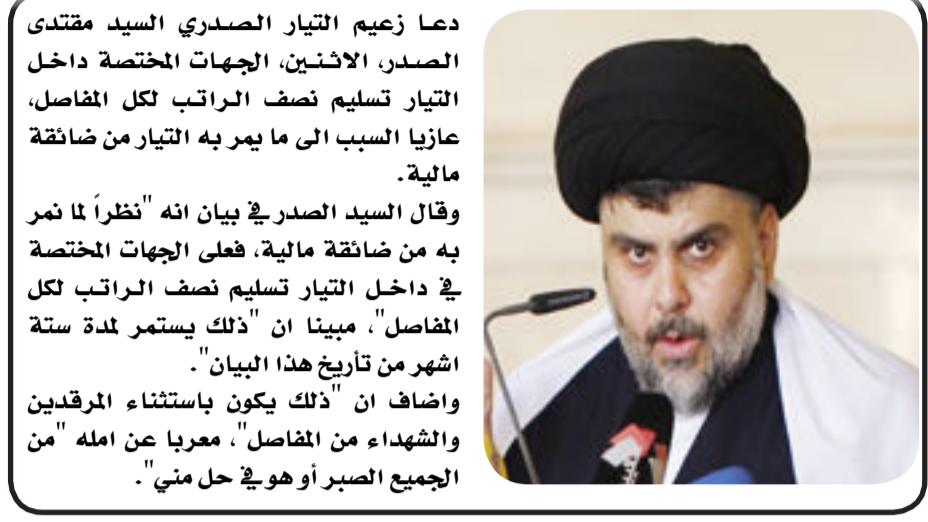 دعا زعيم التيار الصدري السيد مقتدى
الصدر، الاثنين، الجهات المختصة داخل
التيار تسليم نصف الراتب لكل المفاصل،
عازيا السبب الى ما يمر به التيار من ضائقة
مالية.
وقال السيد الصدر في بيان انه "نظراً لما نمر
به من ضائقة مالية، فعلى الجهات المختصة
في داخل التيار تسليم نصف الراتب لكل
المفاصل"، مبينا ان "ذلك يستمر لمدة ستة
اشهر من تأريخ هذا البيان".
واضاف ان "ذلك يكون باستثناء المرقدين
والشهداء من المفاصل"، معربا عن امله "من
الجميع الصبر أو هو في حل مني".